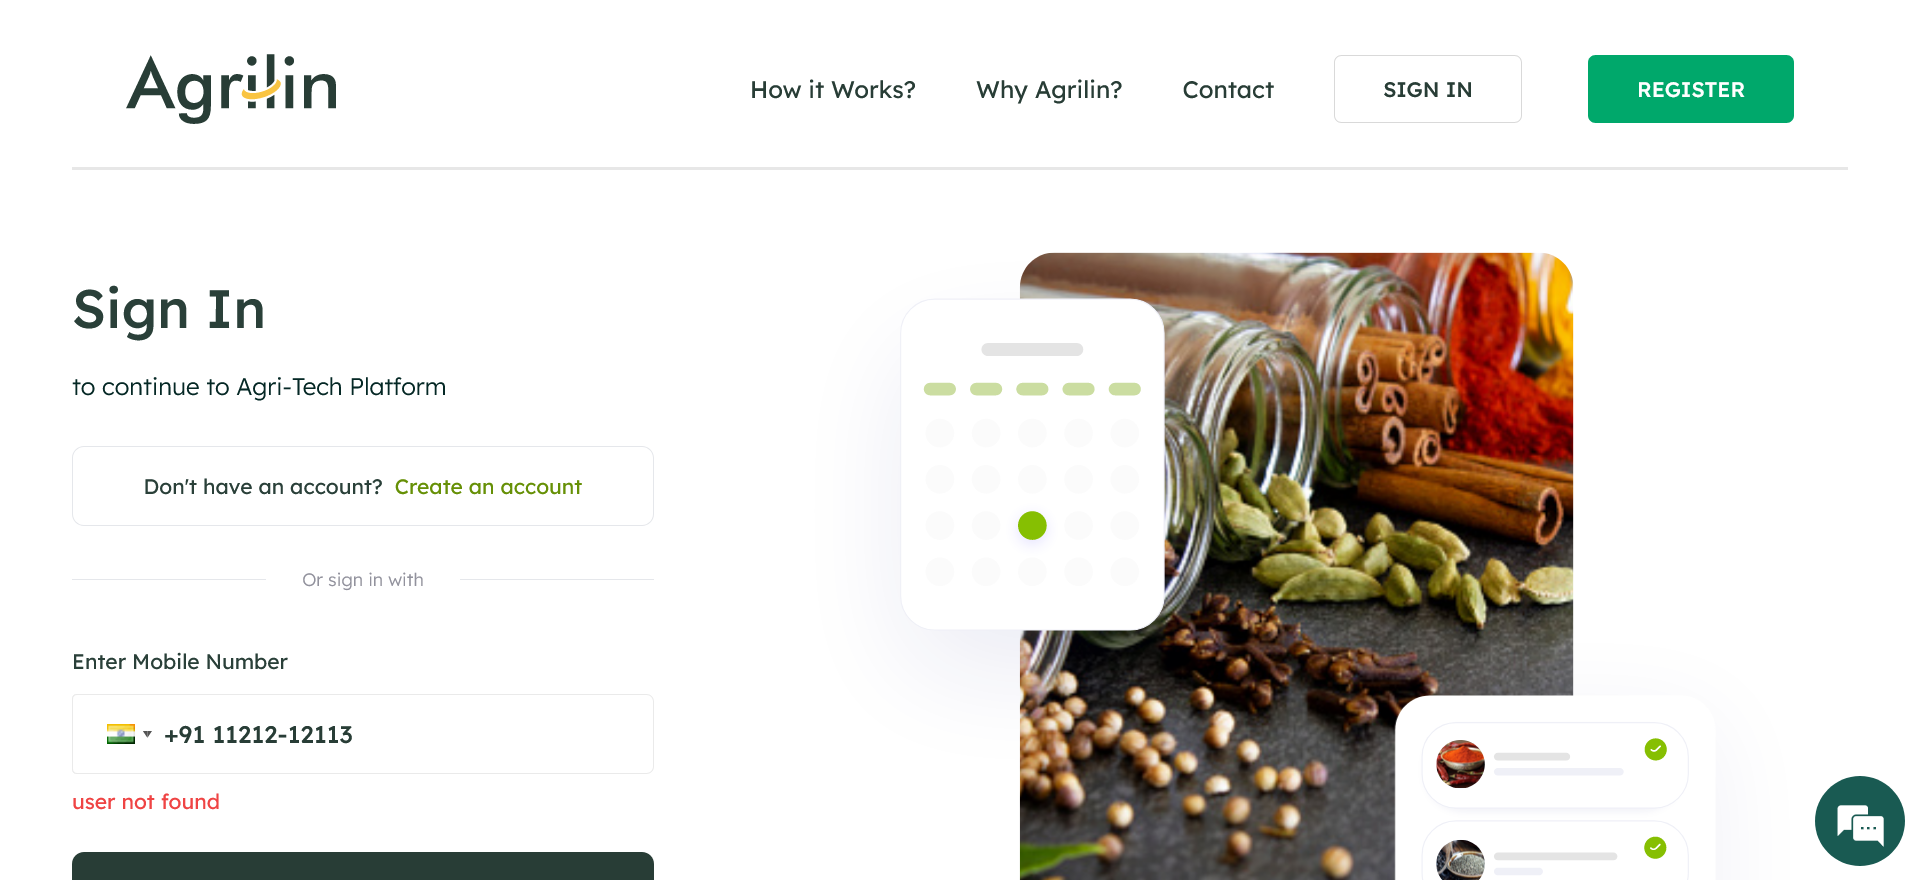 Agrilin
How it Works?
Why Agrilin?
Contact
SIGN IN
REGISTER
Sign In
to continue to Agri-Tech Platform
Don't have an account? Create an account
Or sign in with
Enter Mobile Number
+91 11212-12113
user not found